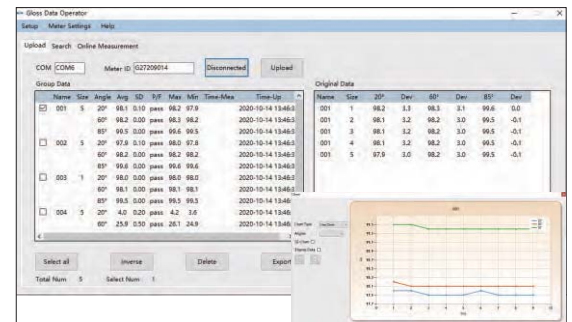 Gloss Data Operator
Setup Meter Settings Help
Upload Search Online Measurement
COM COM6 Meter ID G27209014 Disconnected Upload
Group Data
Name Size Angle Avg SD P/F Max Min Time-Mea Time-Up
001 5 20° 98.1 0.10 pass 98.2 97.9 2020-10-14 13:46:3
60° 98.2 0.00 pass 98.3 98.2 2020-10-14 13:46:3
85° 99.5 0.00 pass 99.6 99.5 2020-10-14 13:46:3
002 5 20° 97.9 0.10 pass 98.0 97.8 2020-10-14 13:46:3
60° 98.2 0.00 pass 98.2 98.2 2020-10-14 13:46:3
85° 99.6 0.00 pass 99.6 99.6 2020-10-14 13:46:3
003 1 20° 98.0 0.00 pass 98.0 98.0 2020-10-14 13:46:3
60° 98.1 0.00 pass 98.1 98.1 2020-10-14 13:46:3
85° 99.5 0.00 pass 99.5 99.5 2020-10-14 13:46:3
004 5 20° 4.0 0.20 pass 4.2 3.6 2020-10-14 13:46
60° 25.9 0.50 pass 26.1 24.9 2020-10-14 13:46
Select all Inverse Delete Export
Total Num 5 Select Num 1
Original Data
Name Size 20° Dev 60° Dev 85° Dev
001 1 98.2 3.3 98.3 3.1 99.6 0.0
001 2 98.1 3.2 98.2 3.0 99.5 -0.1
001 3 98.1 3.2 98.2 3.0 99.5 -0.1
001 4 98.1 3.2 98.2 3.0 99.5 -0.1
001 5 97.9 3.0 98.2 3.0 99.5 -0.1
Chart Type
Angles
0 1 2 3 4 5 6 7 8 9 10